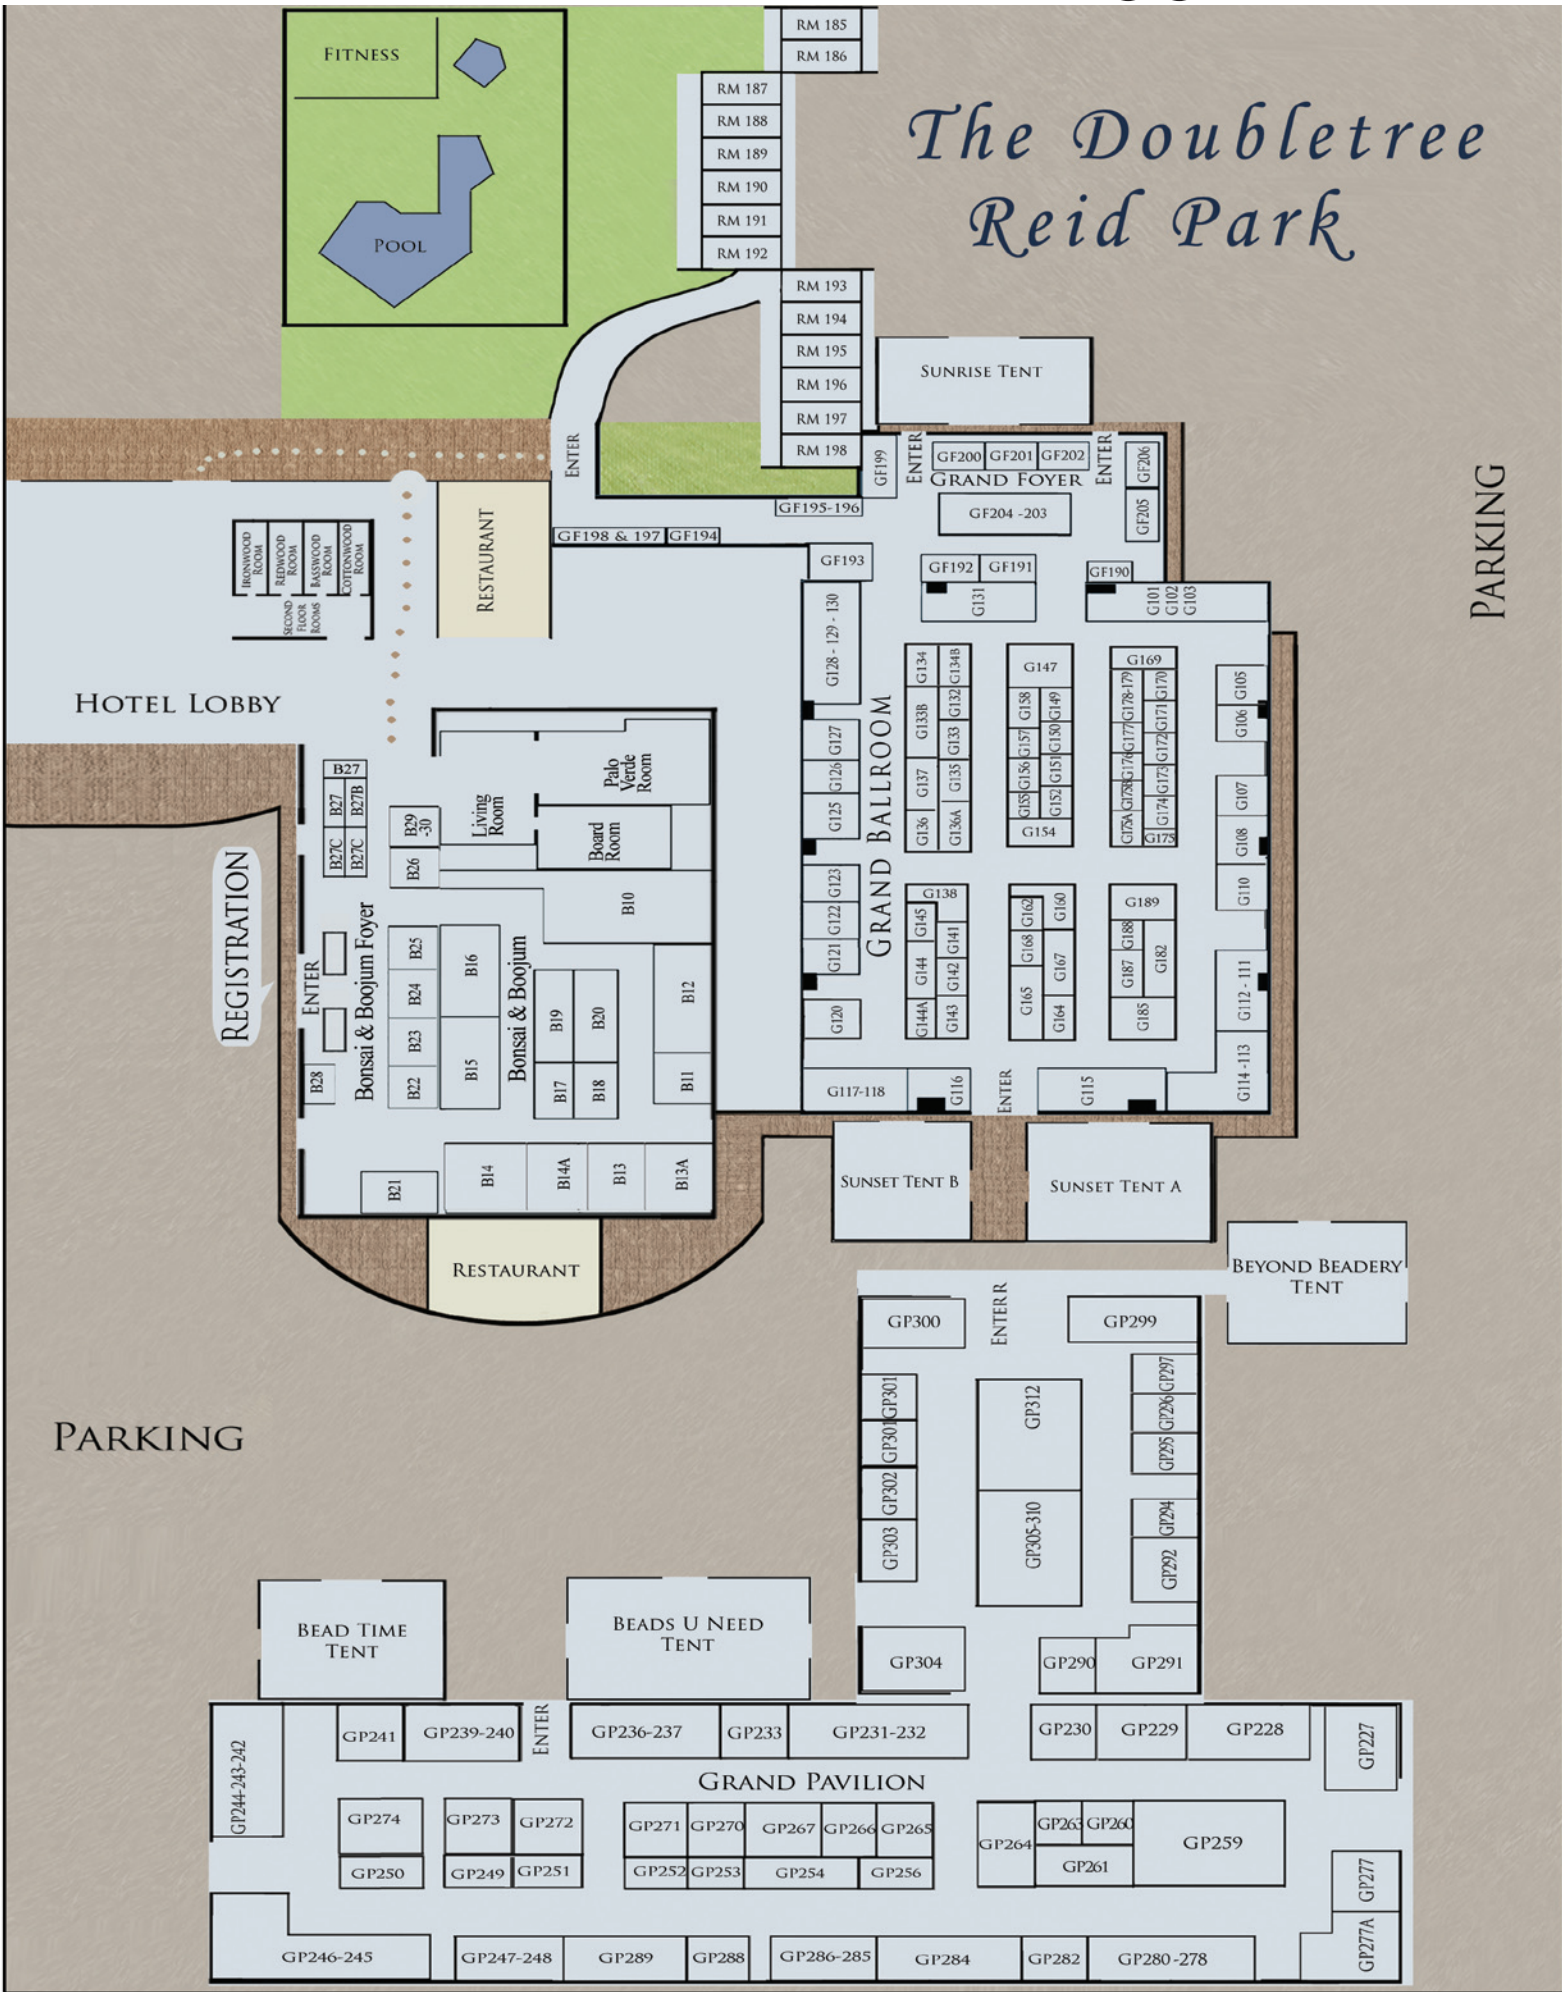 The Doubletree
Reid Park
FITNESS
POOL
RM 185
RM 186
RM 187
RM 188
RM 189
RM 190
RM 191
RM 192
RM 193
RM 194
RM 195
RM 196
RM 197
RM 198
SUNRISE TENT
ENTER
GF199
ENTER
GF200
GF201
GF202
ENTER
GF206
GF205
GRAND FOYER
GF204 -203
GF195-196
GF198 & 197
GF194
GF193
GF192
GF191
GF190
PARKING
RESTAURANT
IRONWOOD
ROOM
REDWOOD
ROOM
BASSWOOD
ROOM
COTTONWOOD
ROOM
SECOND
FLOOR
ROOMS
HOTEL LOBBY
G131
G101
G102
G103
G128 - 129 - 130
G127
G126
G125
G123
G122
G121
G120
GRAND BALLROOM
G134
G134B
G133B
G132
G133
G137
G135
G136
G136A
G147
G158
G149
G157
G150
G156
G151
G155
G152
G154
G169
G178-179
G170
G177
G171
G176
G172
G175B
G173
G175A
G174
G175
G105
G106
G107
G108
G110
G112 - 111
G114 -113
G138
G145
G141
G144
G142
G144A
G143
G162
G160
G168
G167
G165
G164
G189
G188
G187
G182
G185
G117-118
G116
ENTER
G115
B27
B27
B27B
B27C
B27C
B29
-30
B26
Living
Room
Palo
Verde
Room
Board
Room
B10
REGISTRATION
ENTER
Bonsai & Boojum Foyer
B25
B24
B23
B22
B16
B15
Bonsai & Boojum
B19
B20
B17
B18
B12
B11
B28
B21
B14
B14A
B13
B13A
RESTAURANT
SUNSET TENT B
SUNSET TENT A
BEYOND BEADERY
TENT
PARKING
GP300
ENTER R
GP299
GP301
GP301
GP302
GP303
GP312
GP305-310
GP297
GP296
GP295
GP294
GP292
GP304
GP290
GP291
BEAD TIME
TENT
BEADS U NEED
TENT
GP244-243-242
GP241
GP239-240
ENTER
GP236-237
GP233
GP231-232
GP230
GP229
GP228
GP227
GRAND PAVILION
GP274
GP273
GP272
GP271
GP270
GP267
GP266
GP265
GP264
GP263
GP260
GP259
GP250
GP249
GP251
GP252
GP253
GP254
GP256
GP261
GP277
GP277A
GP246-245
GP247-248
GP289
GP288
GP286-285
GP284
GP282
GP280 -278